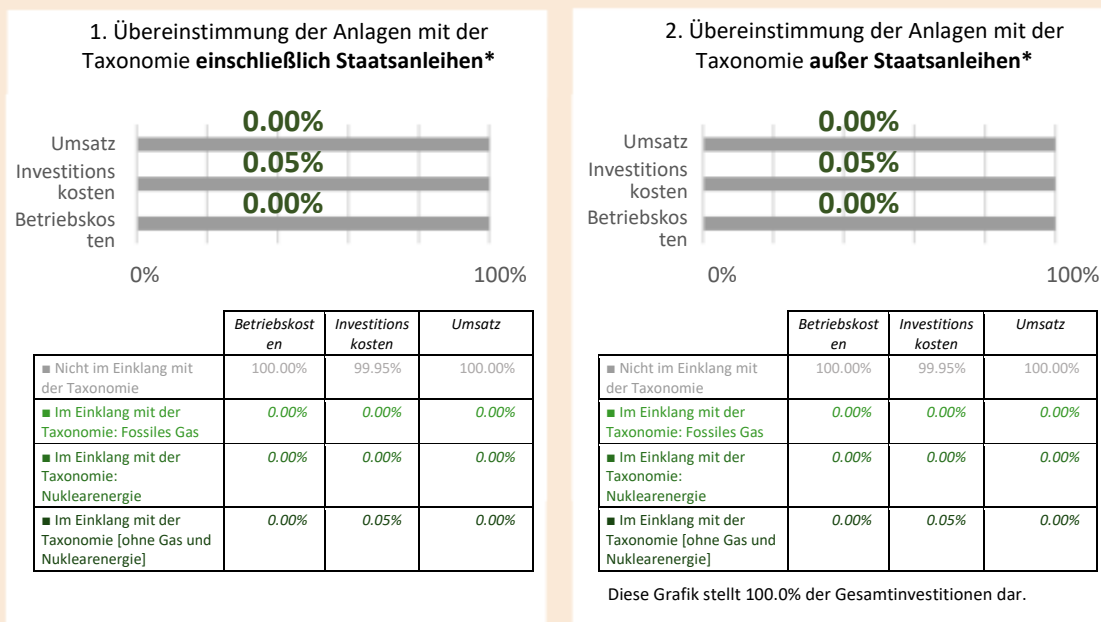 1. Übereinstimmung der Anlagen mit der
Taxonomie einschließlich Staatsanleihen*
0.00%
Umsatz
0.05%
Investitions
kosten
0.00%
Betriebskos
ten
0%
100%
Betriebskost
en
Investitions
kosten
Umsatz
■ Nicht im Einklang mit
der Taxonomie
100.00%
99.95%
100.00%
■ Im Einklang mit der
Taxonomie: Fossiles Gas
0.00%
0.00%
0.00%
■ Im Einklang mit der
Taxonomie:
Nuklearenergie
0.00%
0.00%
0.00%
■ Im Einklang mit der
Taxonomie [ohne Gas und
Nuklearenergie]
0.00%
0.05%
0.00%
2. Übereinstimmung der Anlagen mit der
Taxonomie außer Staatsanleihen*
0.00%
Umsatz
0.05%
Investitions
kosten
0.00%
Betriebskos
ten
0%
100%
Betriebskost
en
Investitions
kosten
Umsatz
■ Nicht im Einklang mit
der Taxonomie
100.00%
99.95%
100.00%
■ Im Einklang mit der
Taxonomie: Fossiles Gas
0.00%
0.00%
0.00%
■ Im Einklang mit der
Taxonomie:
Nuklearenergie
0.00%
0.00%
0.00%
■ Im Einklang mit der
Taxonomie [ohne Gas und
Nuklearenergie]
0.00%
0.05%
0.00%
Diese Grafik stellt 100.0% der Gesamtinvestitionen dar.